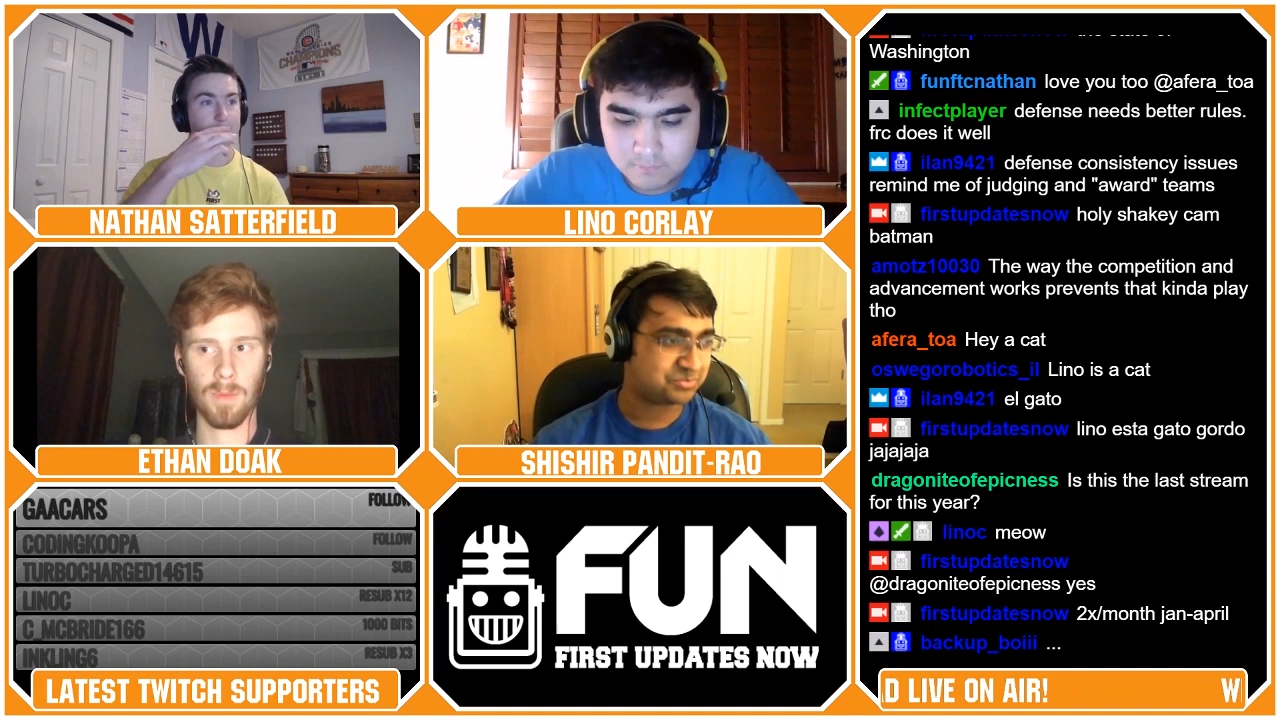 W
CHAMPIONS
FIRST
NATHAN SATTERFIELD
LINO CORLAY
ETHAN DOAK
SHISHIR PANDIT-RAO
GAACARS FOLLOW
CODINGKOOPA FOLLOW
TURBOCHARGED14615 SUB
LINOC RESUB X12
C_MCBRIDE166 1000 BITS
INKLING6 RESUB X3
LATEST TWITCH SUPPORTERS
FUN
FIRST UPDATES NOW
Washington
funftcnathan love you too @afera_toa
infectplayer defense needs better rules.
frc does it well
ilan9421 defense consistency issues
remind me of judging and "award" teams
firstupdatesnow holy shakey cam
batman
amotz10030 The way the competition and
advancement works prevents that kinda play
tho
afera_toa Hey a cat
oswegorobotics_il Lino is a cat
ilan9421 el gato
firstupdatesnow lino esta gato gordo
jajajaja
dragoniteofepicness Is this the last stream
for this year?
linoc meow
firstupdatesnow
@dragoniteofepicness yes
firstupdatesnow 2x/month jan-april
backup_boiii ...
D LIVE ON AIR! W